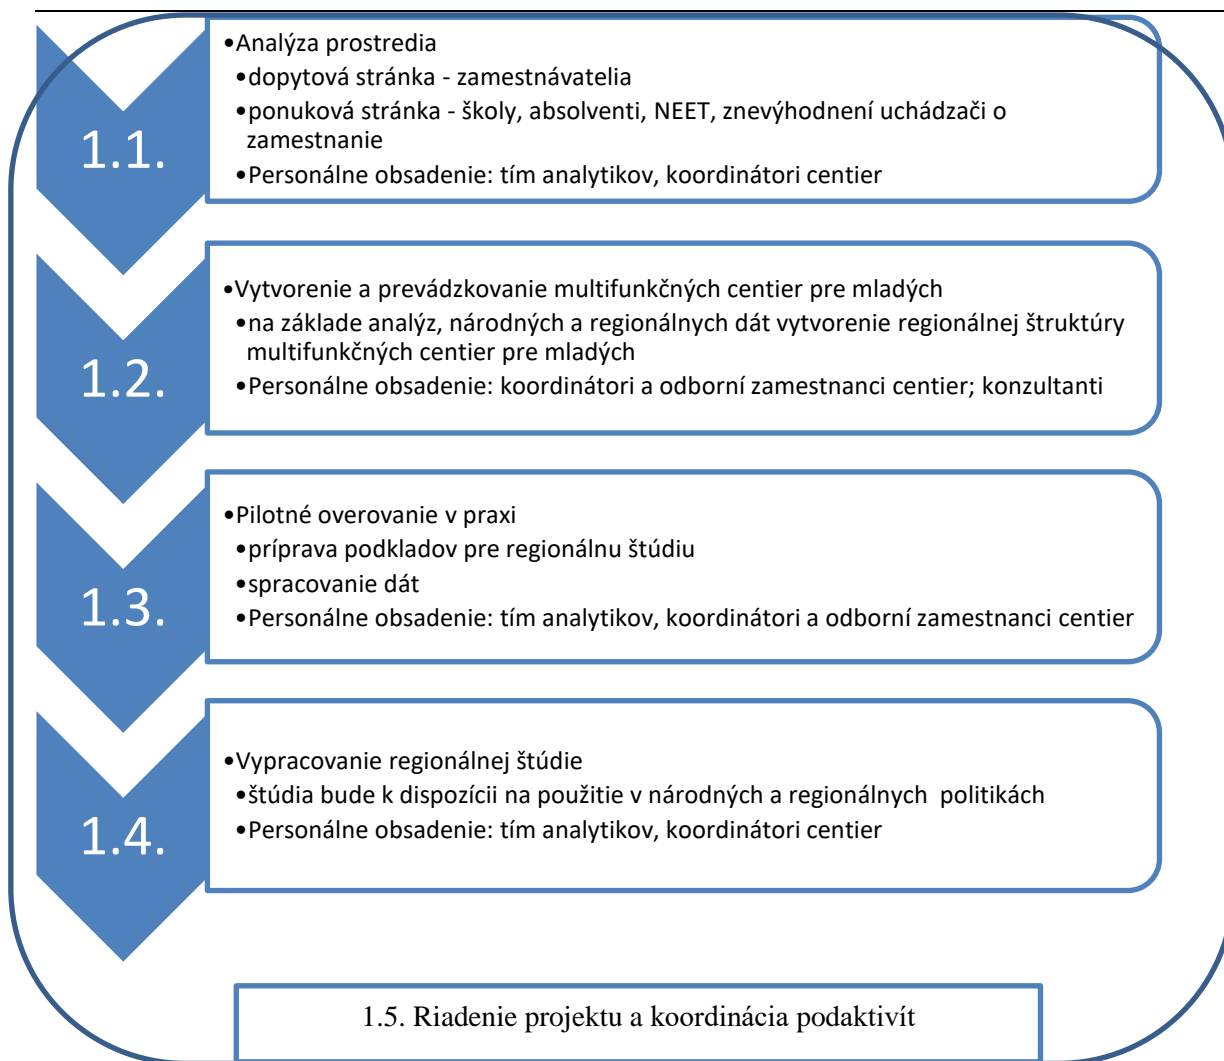 1.1.
•Analýza prostredia
•dopytová stránka - zamestnávatelia
•ponuková stránka - školy, absolventi, NEET, znevýhodnení uchádzači o
zamestnanie
•Personálne obsadenie: tím analytikov, koordinátori centier
1.2.
•Vytvorenie a prevádzkovanie multifunkčných centier pre mladých
•na základe analýz, národných a regionálnych dát vytvorenie regionálnej štruktúry
multifunkčných centier pre mladých
•Personálne obsadenie: koordinátori a odborní zamestnanci centier; konzultanti
1.3.
•Pilotné overovanie v praxi
•príprava podkladov pre regionálnu štúdiu
•spracovanie dát
•Personálne obsadenie: tím analytikov, koordinátori a odborní zamestnanci centier
1.4.
•Vypracovanie regionálnej štúdie
•štúdia bude k dispozícii na použitie v národných a regionálnych  politikách
•Personálne obsadenie: tím analytikov, koordinátori centier
1.5. Riadenie projektu a koordinácia podaktivít